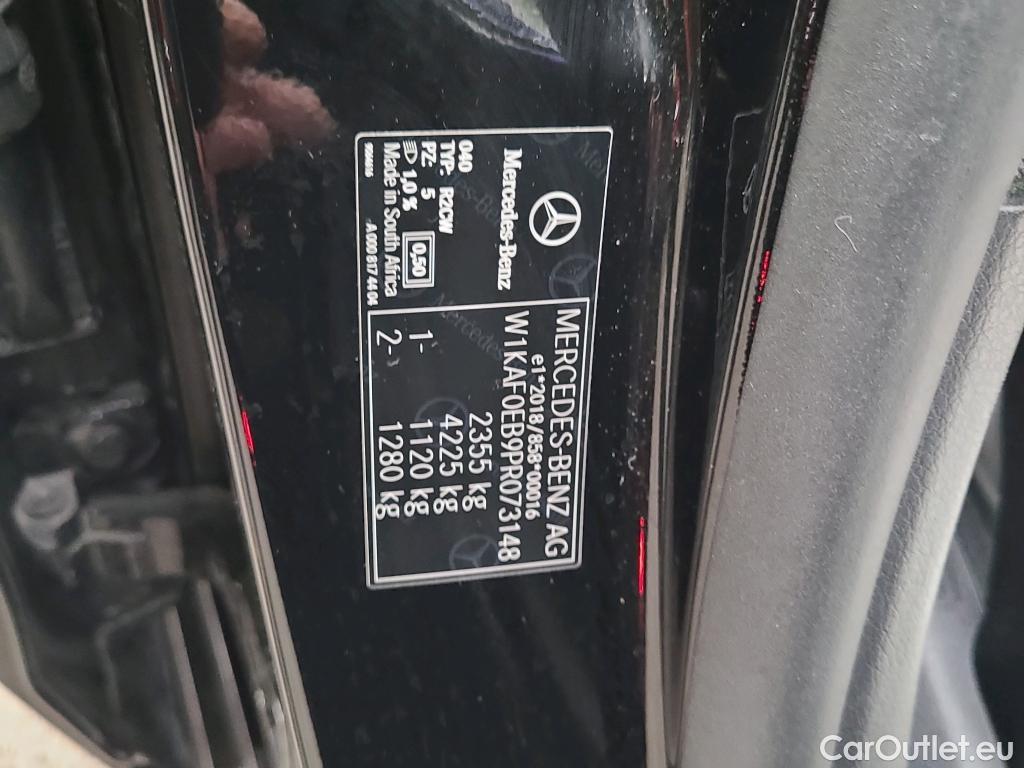 Mercedes-Benz
040
TYP: R2CW
PZ: 5
1,0 % 0,50
Made in South Africa
A 000 817 44 04
MERCEDES-BENZ AG
e1*2018/858*00016
W1KAF0EB9PR073148
2355 kg
4225 kg
1- 1120 kg
2- 1280 kg
CarOutlet.eu